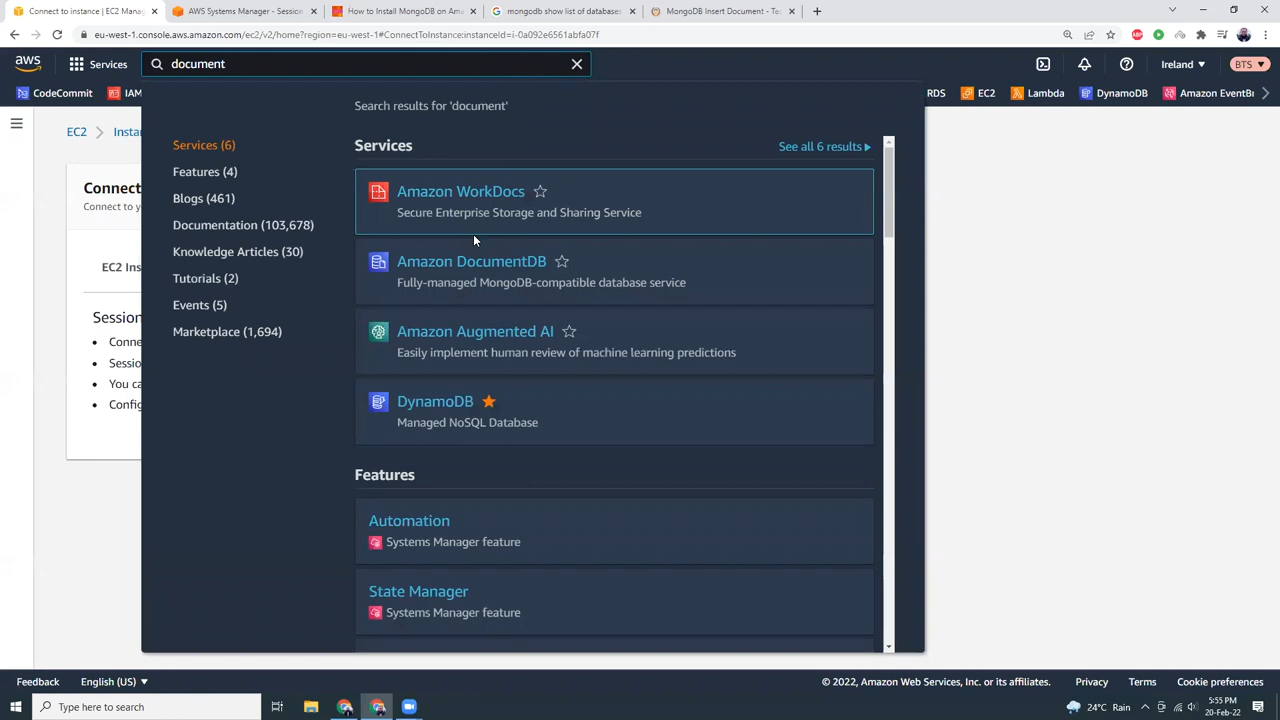 Connect to instance | EC2 Manag
AWS Systems Manager - Session
How to Install MongoDB on Ama
mongodb show list of databases
MongoDB Insert Document - Te
eu-west-1.console.aws.amazon.com/ec2/v2/home?region=eu-west-1#ConnectToInstance:instanceId=i-0a092e6561abfa07f
aws
Services
document
Ireland
BTS
CodeCommit
IAM
RDS
EC2
Lambda
DynamoDB
Amazon EventBr
EC2
Instan
Search results for 'document'
Services (6)
Features (4)
Blogs (461)
Documentation (103,678)
Knowledge Articles (30)
Tutorials (2)
Events (5)
Marketplace (1,694)
Services
See all 6 results
Amazon WorkDocs
Secure Enterprise Storage and Sharing Service
Amazon DocumentDB
Fully-managed MongoDB-compatible database service
Amazon Augmented AI
Easily implement human review of machine learning predictions
DynamoDB
Managed NoSQL Database
Features
Automation
Systems Manager feature
State Manager
Systems Manager feature
Connect
Connect to yo
EC2 Ins
Session
Conne
Sessio
You ca
Config
Feedback
English (US)
© 2022, Amazon Web Services, Inc. or its affiliates.
Privacy
Terms
Cookie preferences
Type here to search
24°C Rain
5:55 PM
20-Feb-22